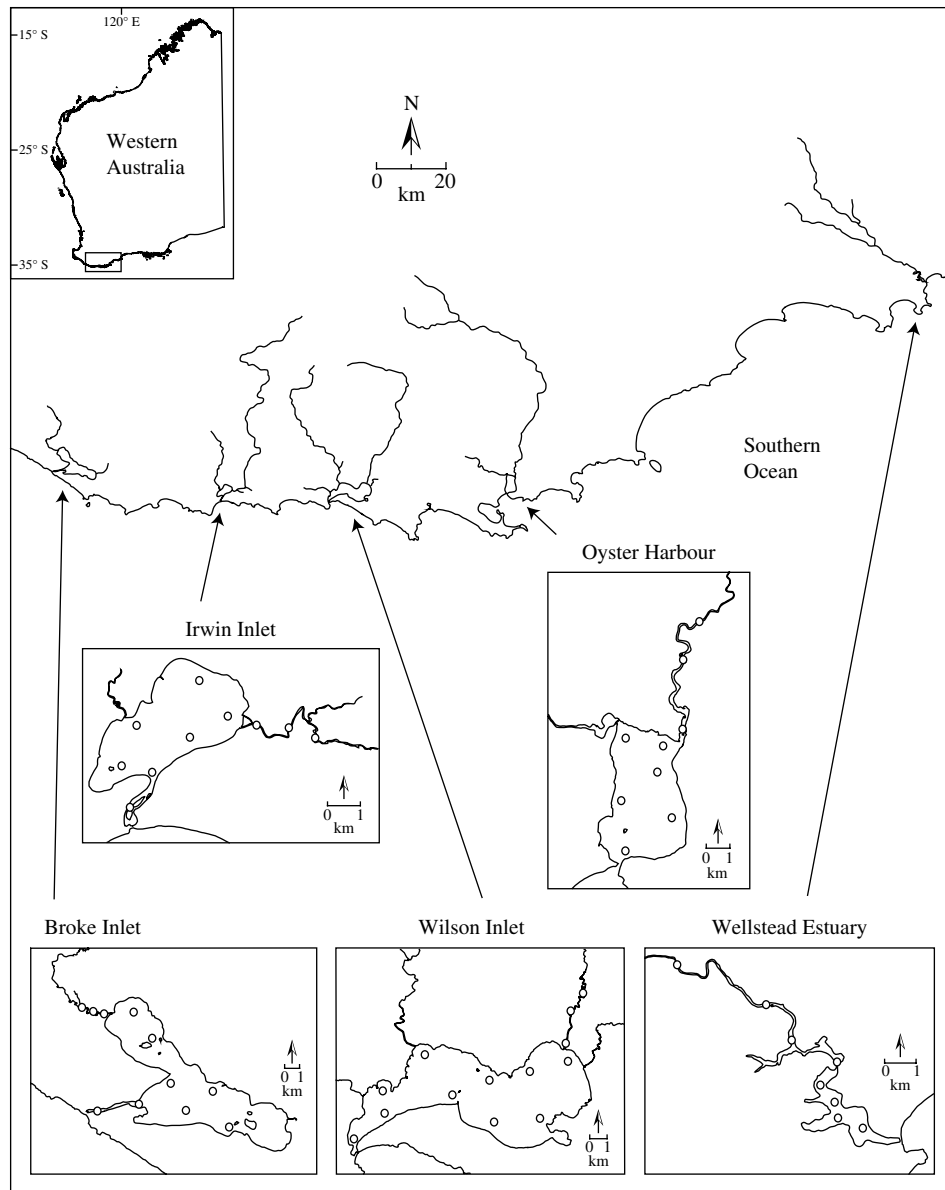 120° E
15° S
Western
Australia
25° S
35° S
N
0 20
km
Southern
Ocean
Oyster Harbour
0 1
km
Irwin Inlet
0 1
km
Broke Inlet
0 1
km
Wilson Inlet
0 1
km
Wellstead Estuary
0 1
km